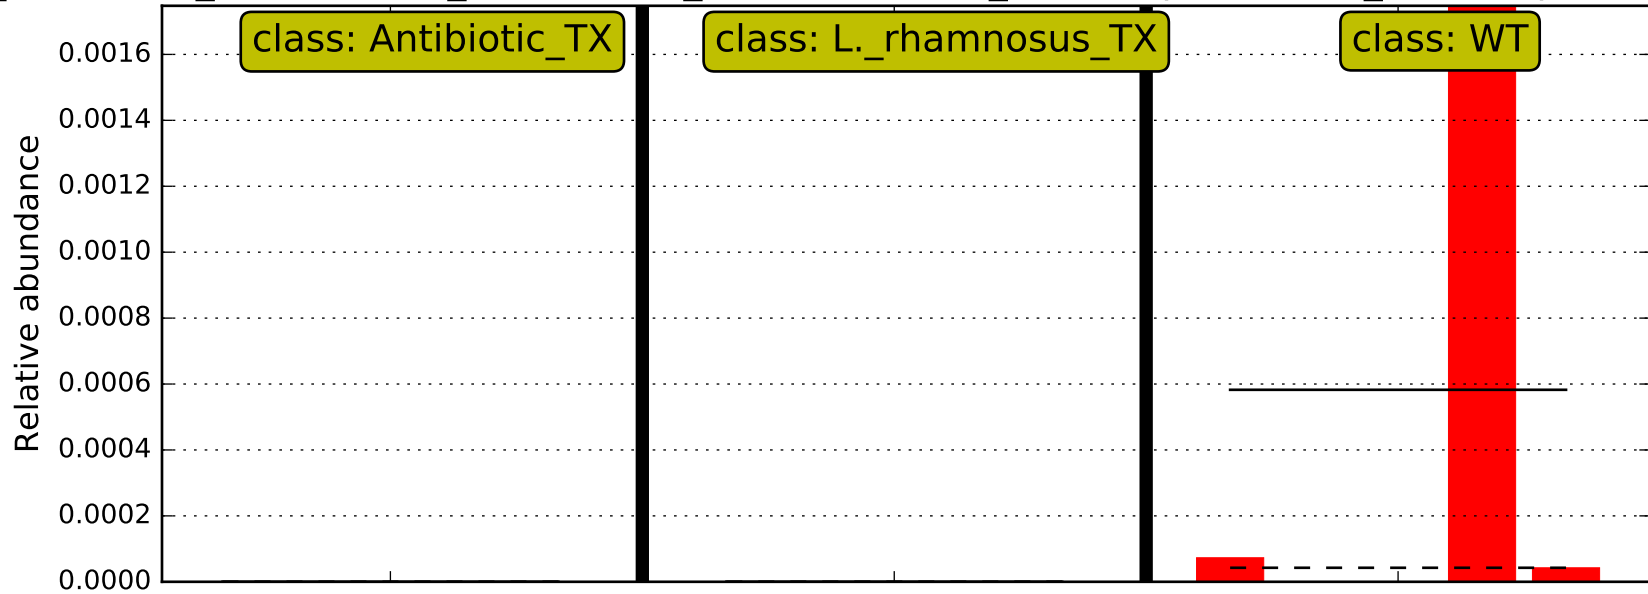 class: Antibiotic_TX
class: L._rhamnosus_TX
class: WT
Relative abundance
0.0016
0.0014
0.0012
0.0010
0.0008
0.0006
0.0004
0.0002
0.0000